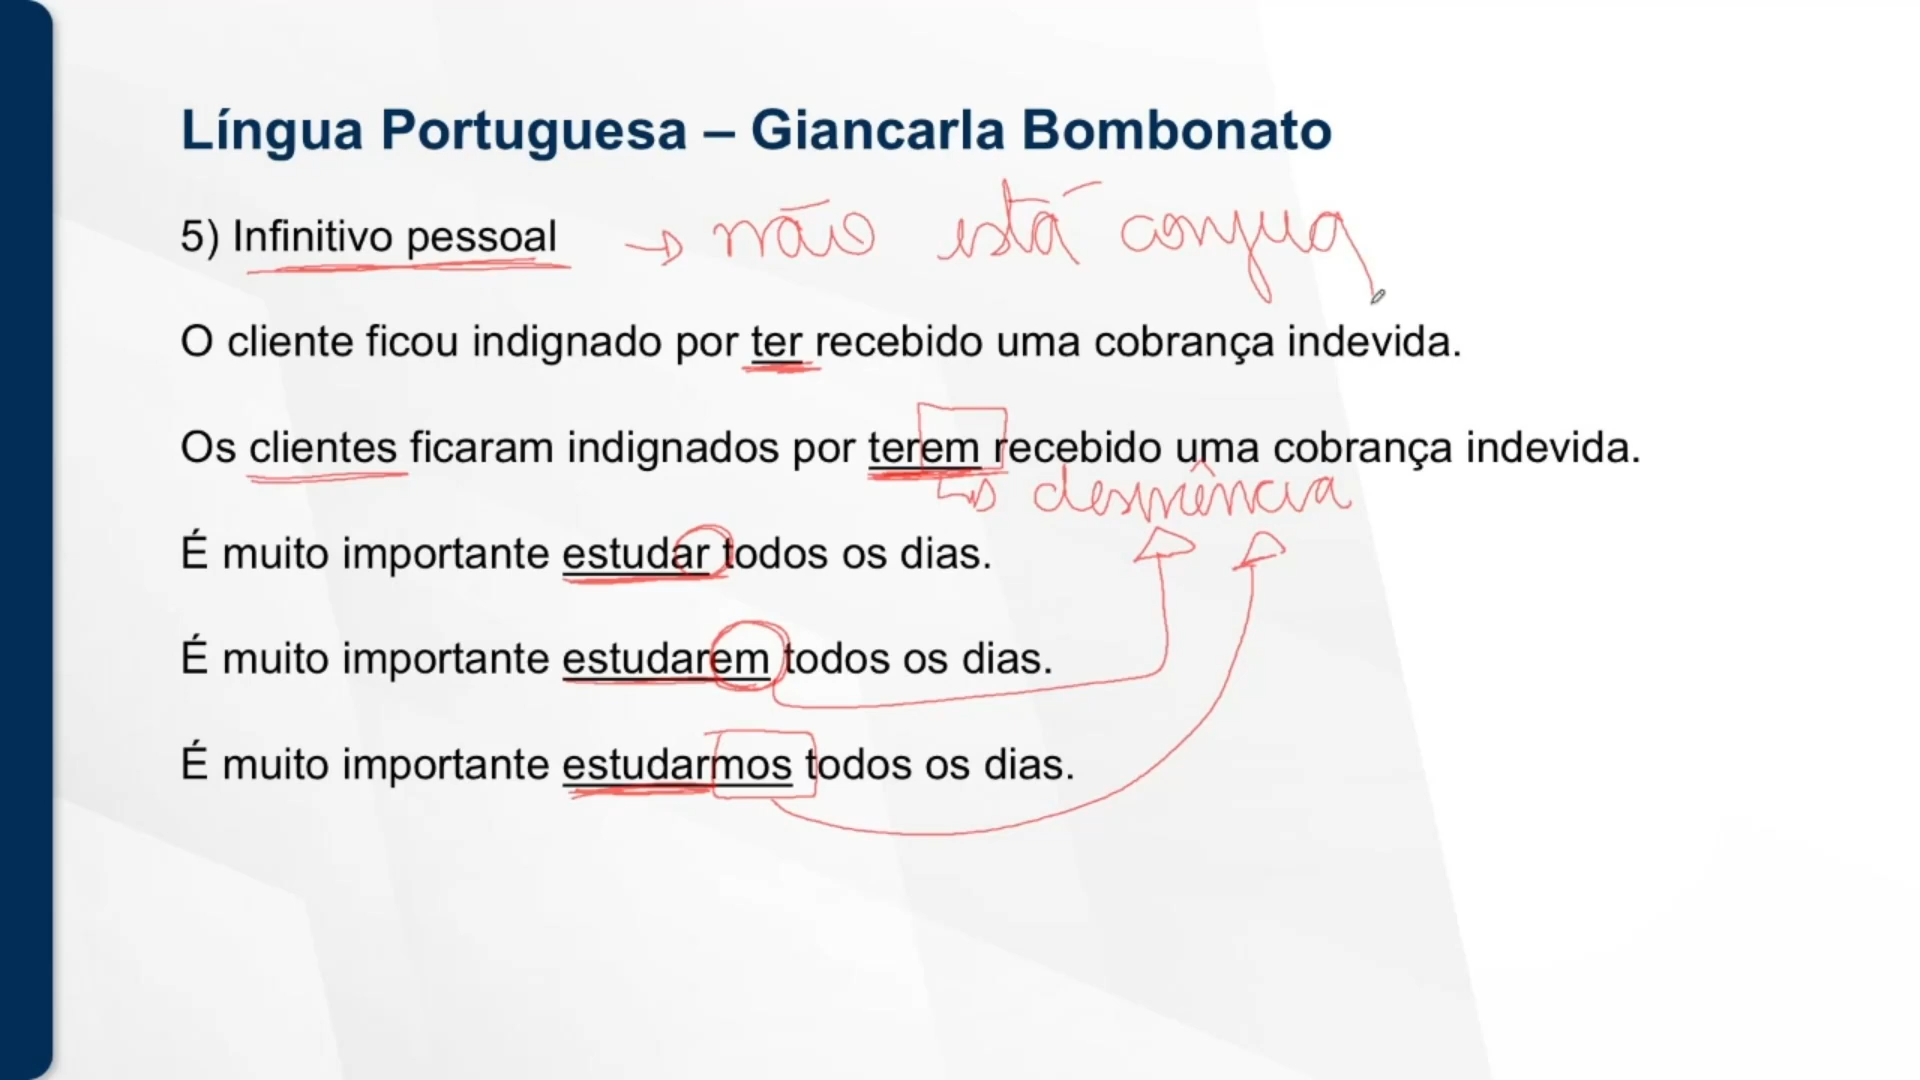 Língua Portuguesa – Giancarla Bombonato
5) Infinitivo pessoal → não está conjug
O cliente ficou indignado por ter recebido uma cobrança indevida.
Os clientes ficaram indignados por terem recebido uma cobrança indevida.
↳ desinência
É muito importante estudar todos os dias.
É muito importante estudarem todos os dias.
É muito importante estudarmos todos os dias.